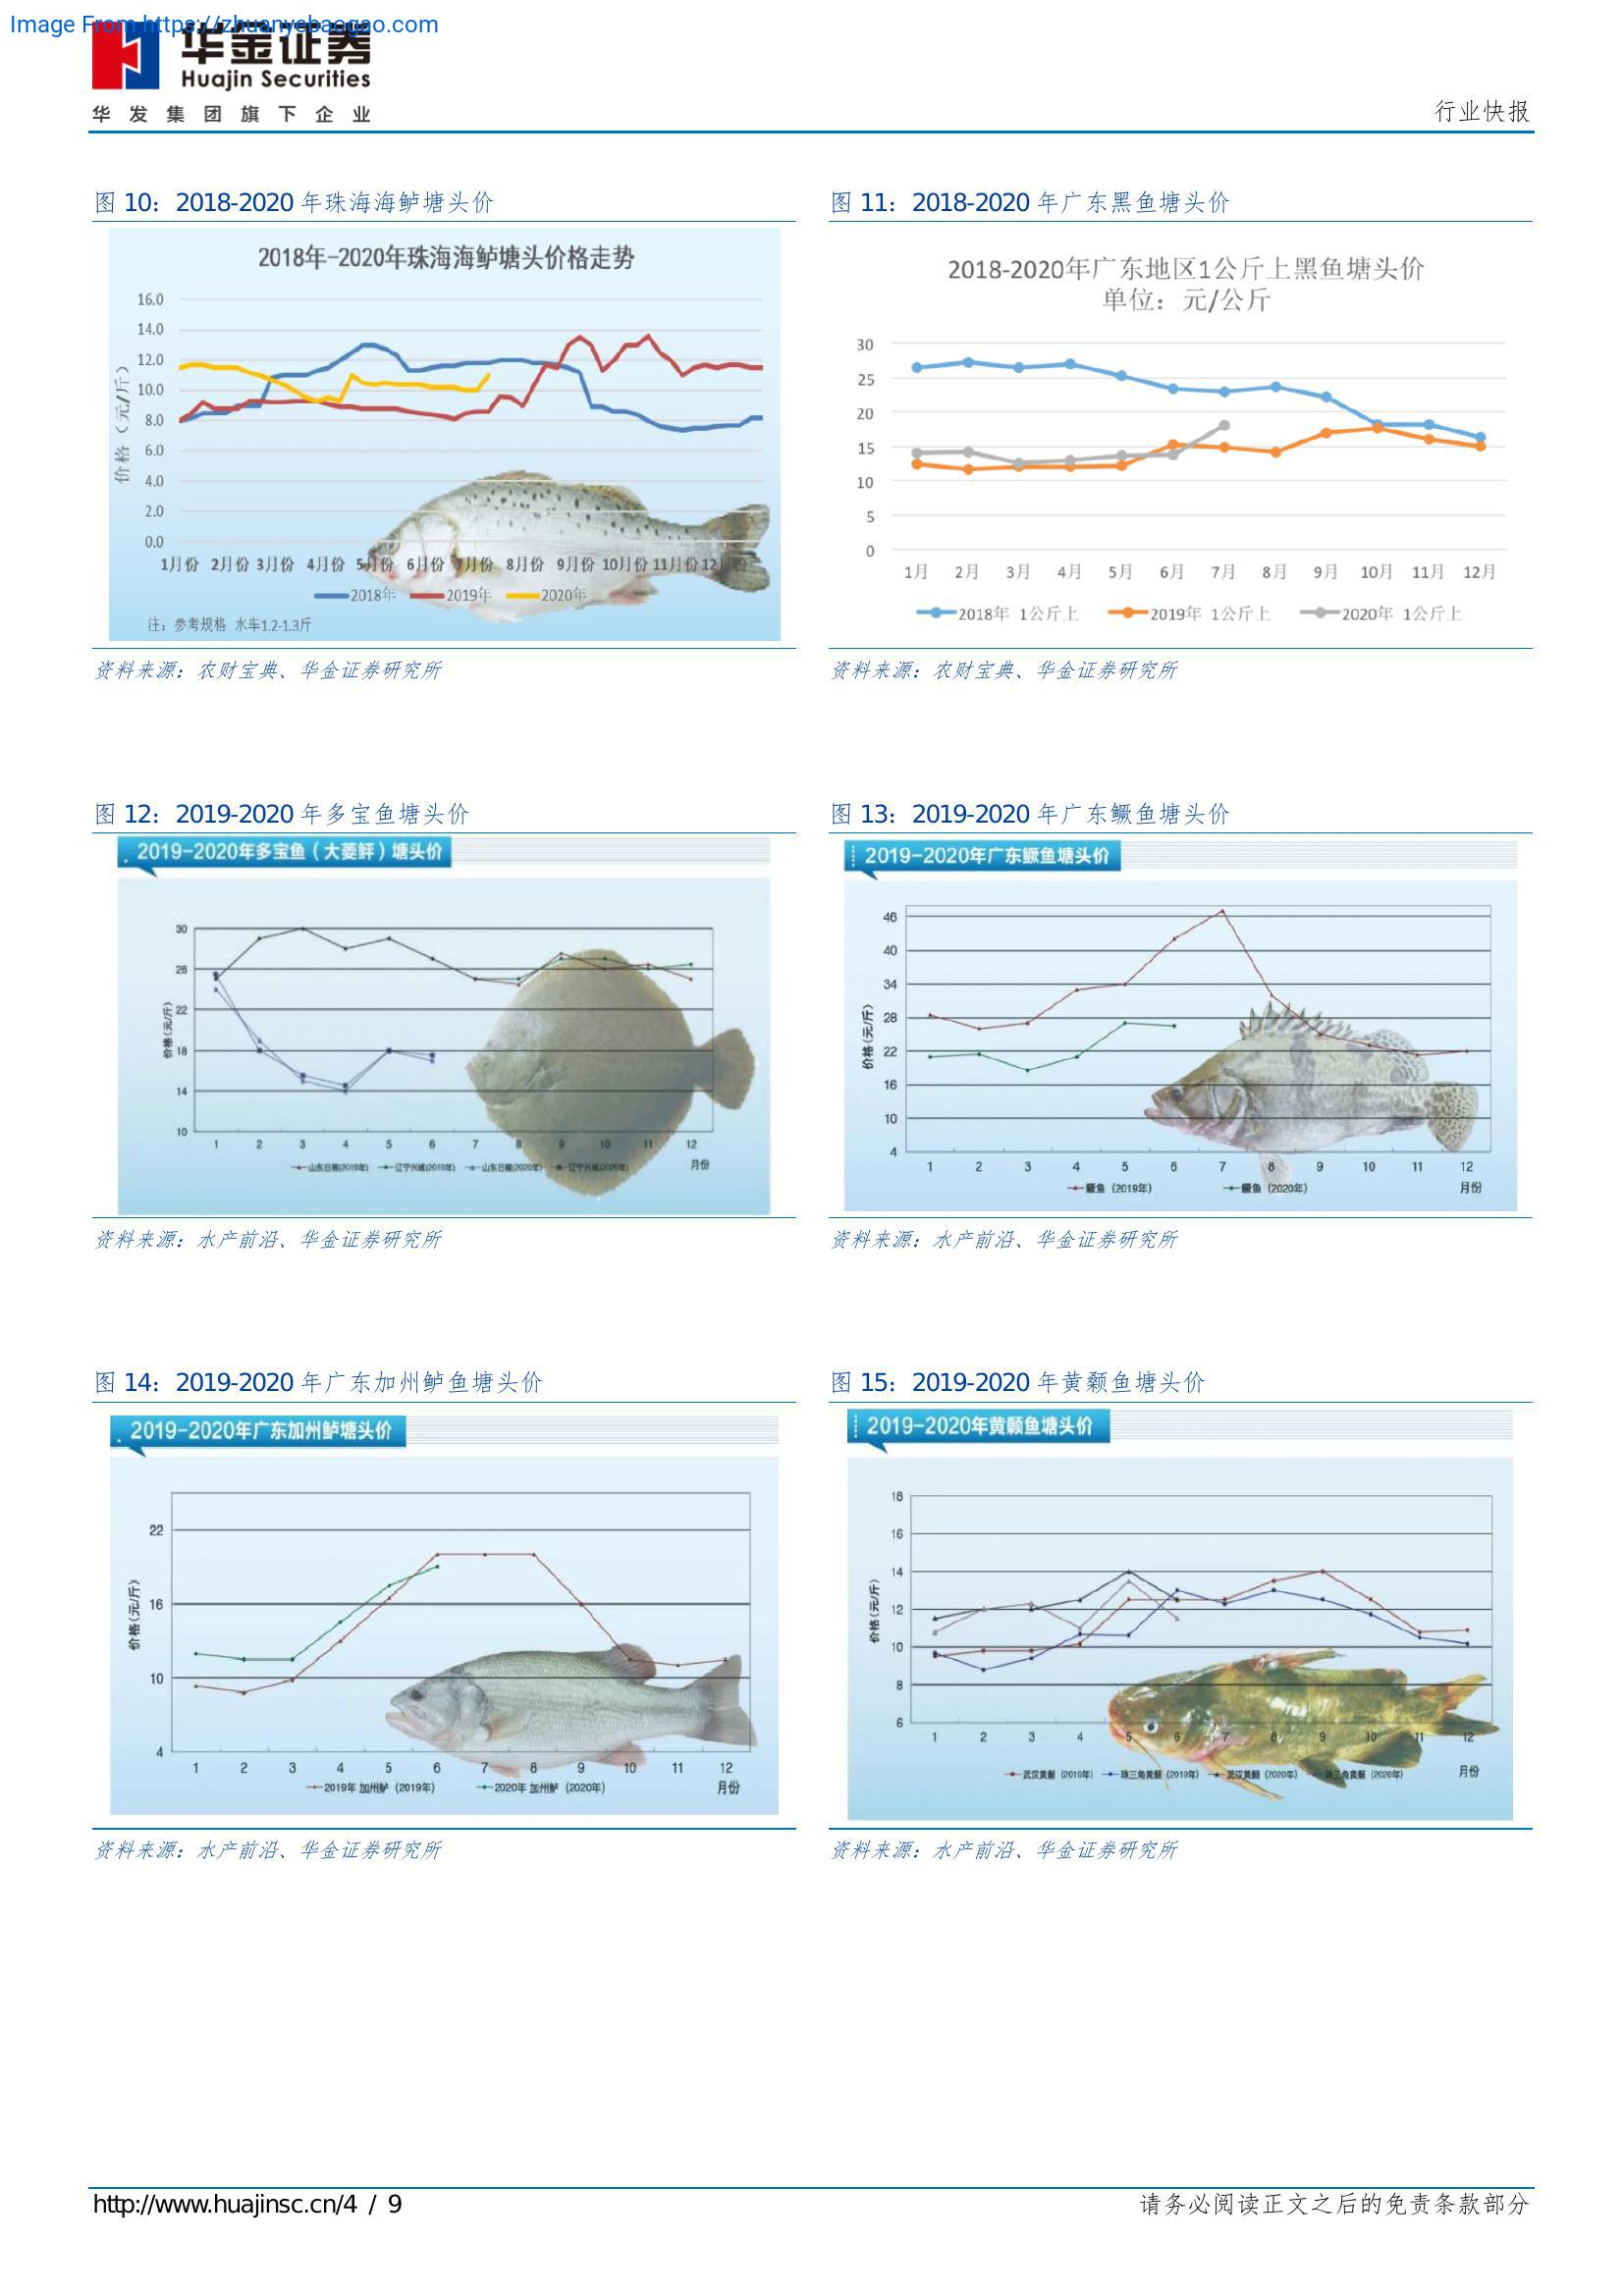 Image From https://zhuanyebaogao.com
华金证券
Huajin Securities
华发集团旗下企业
行业快报
图 10：2018-2020 年珠海海鲈塘头价
2018年-2020年珠海海鲈塘头价格走势
价格（元/斤）
16.0
14.0
12.0
10.0
8.0
6.0
4.0
2.0
0.0
1月份 2月份 3月份 4月份 5月份 6月份 7月份 8月份 9月份 10月份 11月份 12月份
2018年 2019年 2020年
注：参考规格 水车1.2-1.3斤
资料来源：农财宝典、华金证券研究所
图 11：2018-2020 年广东黑鱼塘头价
2018-2020年广东地区1公斤上黑鱼塘头价
单位：元/公斤
30
25
20
15
10
5
0
1月 2月 3月 4月 5月 6月 7月 8月 9月 10月 11月 12月
2018年 1公斤上 2019年 1公斤上 2020年 1公斤上
资料来源：农财宝典、华金证券研究所
图 12：2019-2020 年多宝鱼塘头价
2019-2020年多宝鱼（大菱鲆）塘头价
价格(元/斤)
30
26
22
18
14
10
1 2 3 4 5 6 7 8 9 10 11 12
月份
山东日照(2019年) 辽宁兴城(2019年) 山东日照(2020年) 辽宁兴城(2020年)
资料来源：水产前沿、华金证券研究所
图 13：2019-2020 年广东鳜鱼塘头价
2019-2020年广东鳜鱼塘头价
价格(元/斤)
46
40
34
28
22
16
10
4
1 2 3 4 5 6 7 8 9 10 11 12
鳜鱼（2019年） 鳜鱼（2020年） 月份
资料来源：水产前沿、华金证券研究所
图 14：2019-2020 年广东加州鲈鱼塘头价
2019-2020年广东加州鲈塘头价
价格(元/斤)
22
16
10
4
1 2 3 4 5 6 7 8 9 10 11 12
2019年 加州鲈（2019年） 2020年 加州鲈（2020年） 月份
资料来源：水产前沿、华金证券研究所
图 15：2019-2020 年黄颡鱼塘头价
2019-2020年黄颡鱼塘头价
价格(元/斤)
18
16
14
12
10
8
6
1 2 3 4 5 6 7 8 9 10 11 12
武汉黄颡（2019年） 珠三角黄颡（2019年） 武汉黄颡（2020年） 珠三角黄颡（2020年） 月份
资料来源：水产前沿、华金证券研究所
http://www.huajinsc.cn/4 / 9
请务必阅读正文之后的免责条款部分